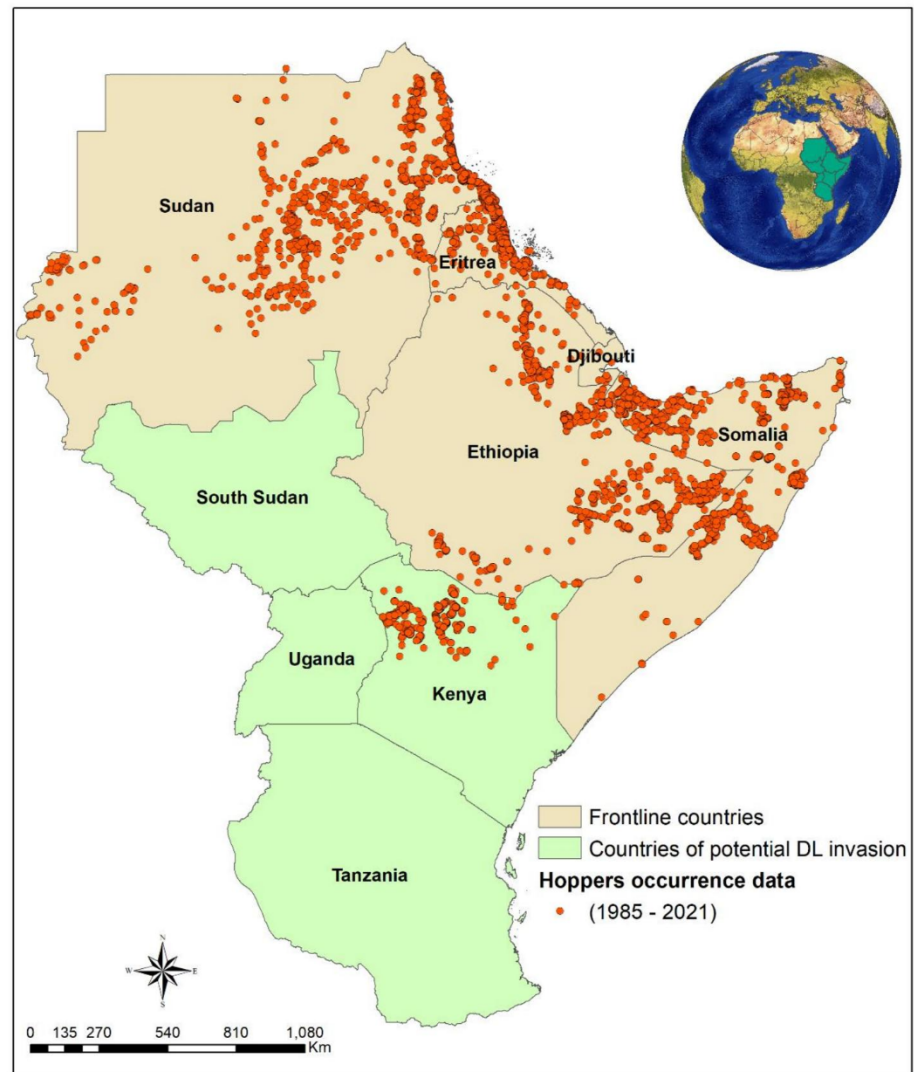 Sudan
Eritrea
Djibouti
Somalia
Ethiopia
South Sudan
Uganda
Kenya
Tanzania
Frontline countries
Countries of potential DL invasion
Hoppers occurrence data
(1985 - 2021)
N
W E
S
0 135 270 540 810 1,080
Km